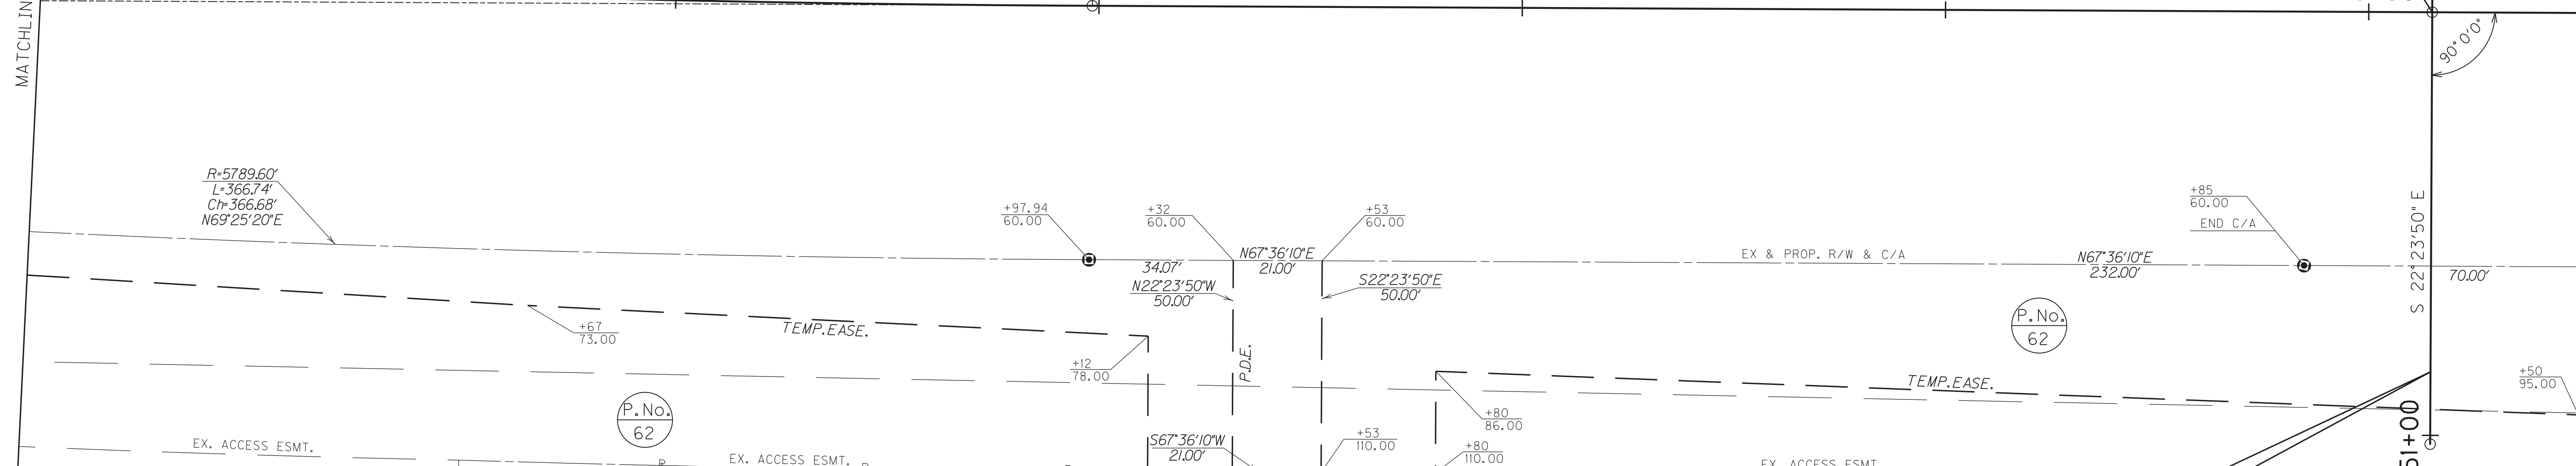 MATCHLIN
90°0'0"
R=5789.60'
L=366.74'
Ch=366.68'
N69°25'20"E
+97.94
60.00
+32
60.00
+53
60.00
+85
60.00
END C/A
S 22°23'50" E
N67°36'10"E
21.00'
34.07'
N22°23'50"W
50.00'
S22°23'50"E
50.00'
EX & PROP. R/W & C/A
N67°36'10"E
232.00'
70.00'
P.No.
62
+67
73.00
TEMP.EASE.
+12
78.00
P.D.E.
TEMP.EASE.
+80
86.00
+50
95.00
P.No.
62
EX. ACCESS ESMT.
EX. ACCESS ESMT.
S67°36'10"W
21.00'
+53
110.00
+80
110.00
EX. ACCESS ESMT.
51+00